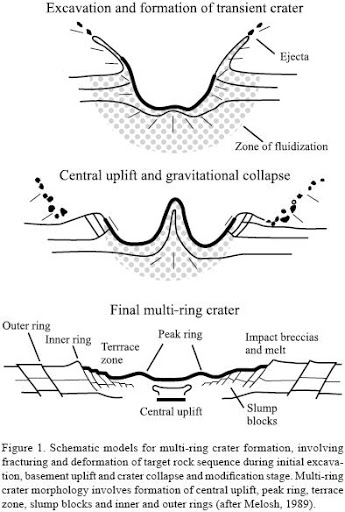 Excavation and formation of transient crater
Ejecta
Zone of fluidization
Central uplift and gravitational collapse
Final multi-ring crater
Outer ring
Inner ring
Terrrace
zone
Peak ring
Impact breccias
and melt
Central uplift
Slump
blocks
Figure 1. Schematic models for multi-ring crater formation, involving
fracturing and deformation of target rock sequence during initial excava-
tion, basement uplift and crater collapse and modification stage. Multi-ring
crater morphology involves formation of central uplift, peak ring, terrace
zone, slump blocks and inner and outer rings (after Melosh, 1989).